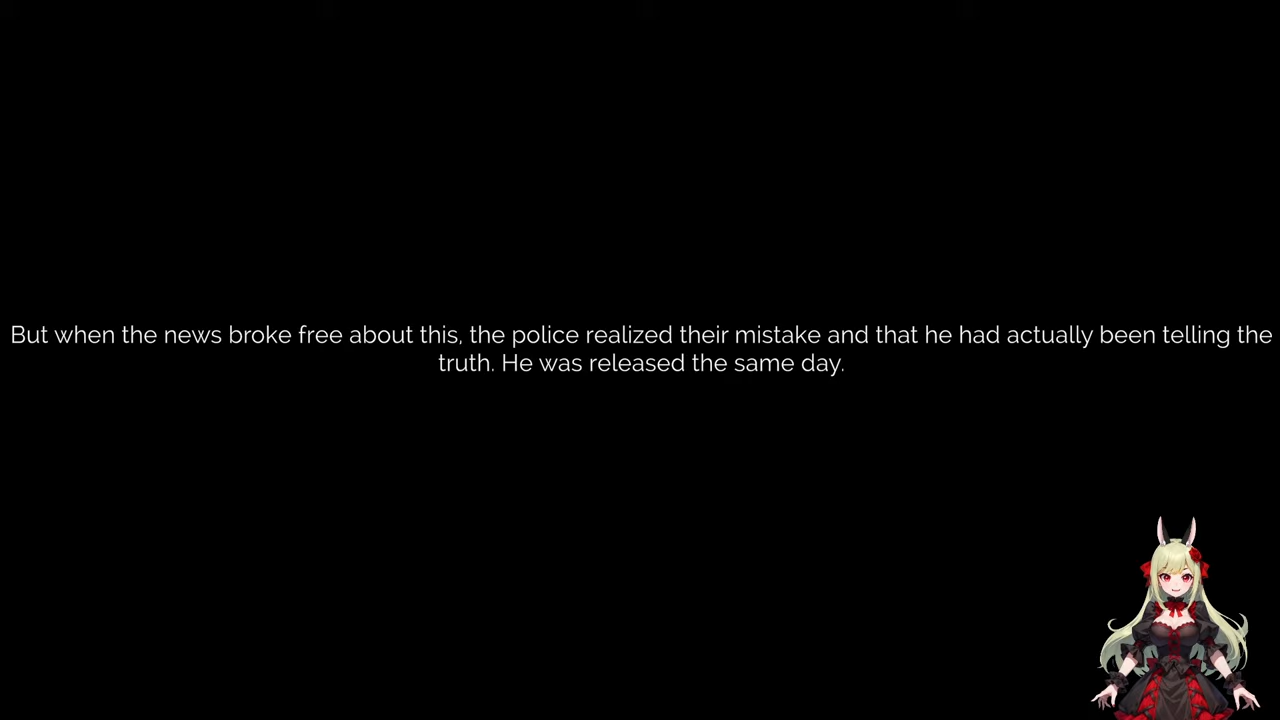 But when the news broke free about this, the police realized their mistake and that he had actually been telling the
truth. He was released the same day.